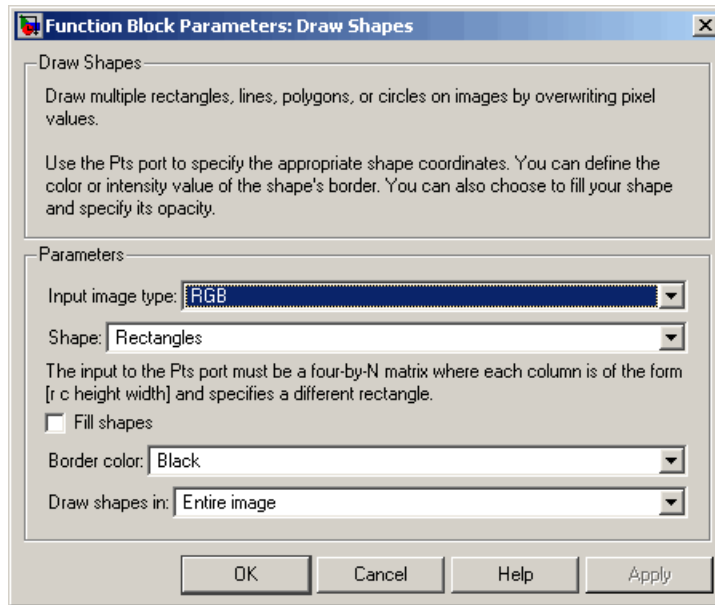 Function Block Parameters: Draw Shapes
Draw Shapes
Draw multiple rectangles, lines, polygons, or circles on images by overwriting pixel
values.
Use the Pts port to specify the appropriate shape coordinates. You can define the
color or intensity value of the shape's border. You can also choose to fill your shape
and specify its opacity.
Parameters
Input image type: RGB
Shape: Rectangles
The input to the Pts port must be a four-by-N matrix where each column is of the form
[r c height width] and specifies a different rectangle.
Fill shapes
Border color: Black
Draw shapes in: Entire image
OK Cancel Help Apply